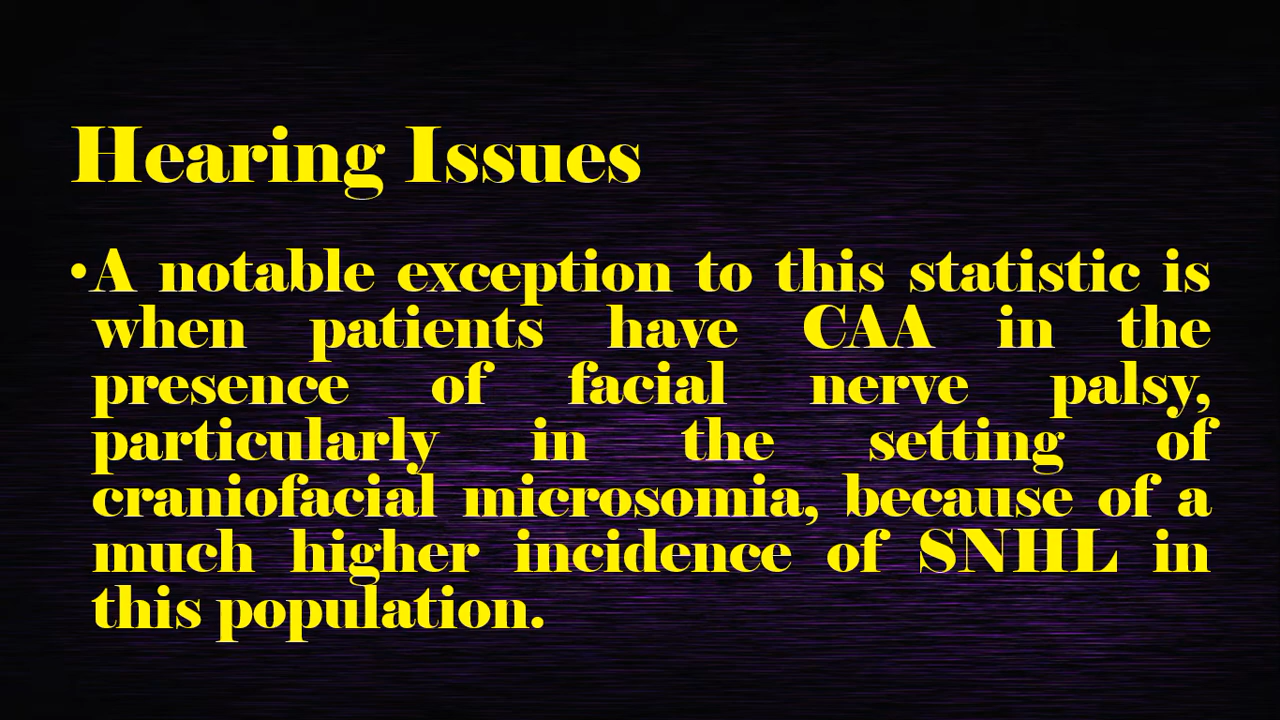 Hearing Issues
•A notable exception to this statistic is
when patients have CAA in the
presence of facial nerve palsy,
particularly in the setting of
craniofacial microsomia, because of a
much higher incidence of SNHL in
this population.